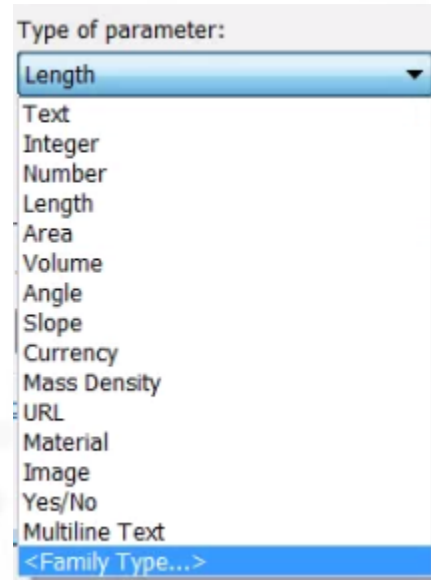 Type of parameter:
Length
Text
Integer
Number
Length
Area
Volume
Angle
Slope
Currency
Mass Density
URL
Material
Image
Yes/No
Multiline Text
<Family Type...>